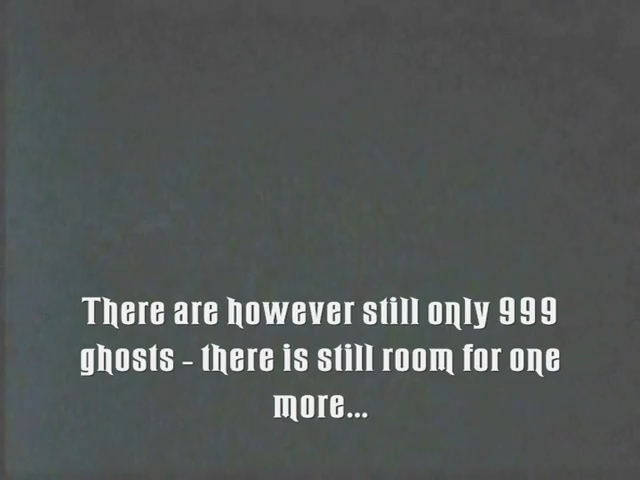 There are however still only 999
ghosts - there is still room for one
more...